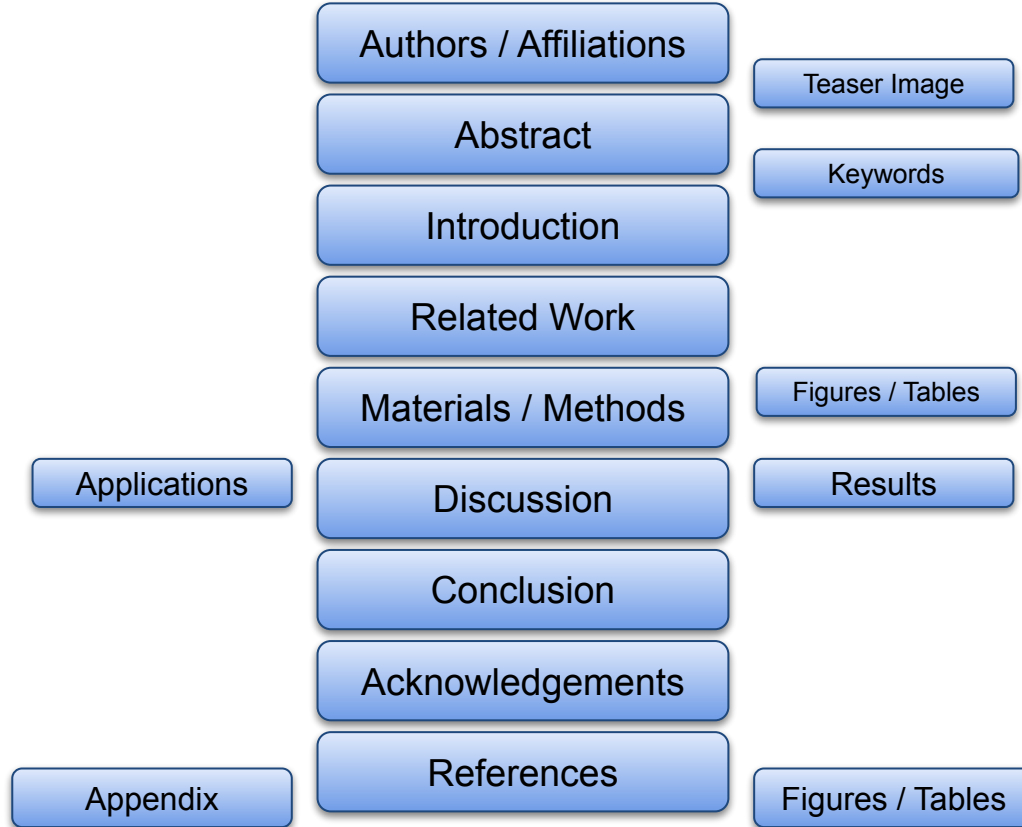 Authors / Affiliations
Teaser Image
Abstract
Keywords
Introduction
Related Work
Materials / Methods
Figures / Tables
Applications
Discussion
Results
Conclusion
Acknowledgements
References
Appendix
Figures / Tables